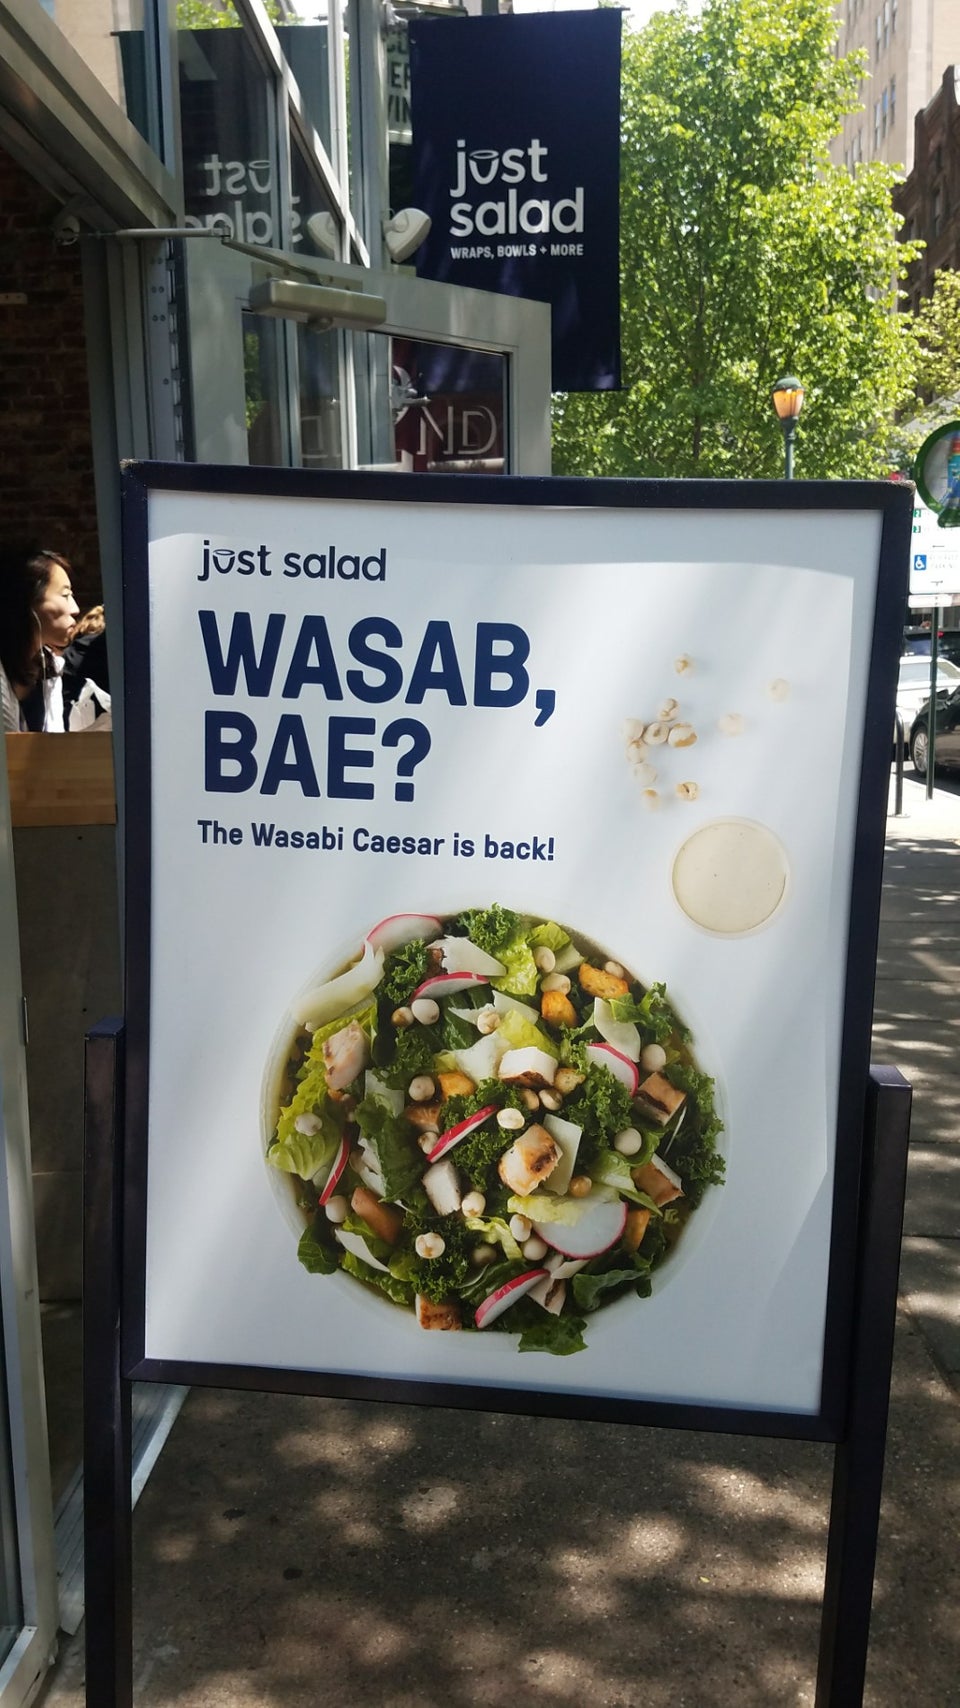 just
salad
WRAPS, BOWLS + MORE
just salad
WASAB,
BAE?
The Wasabi Caesar is back!